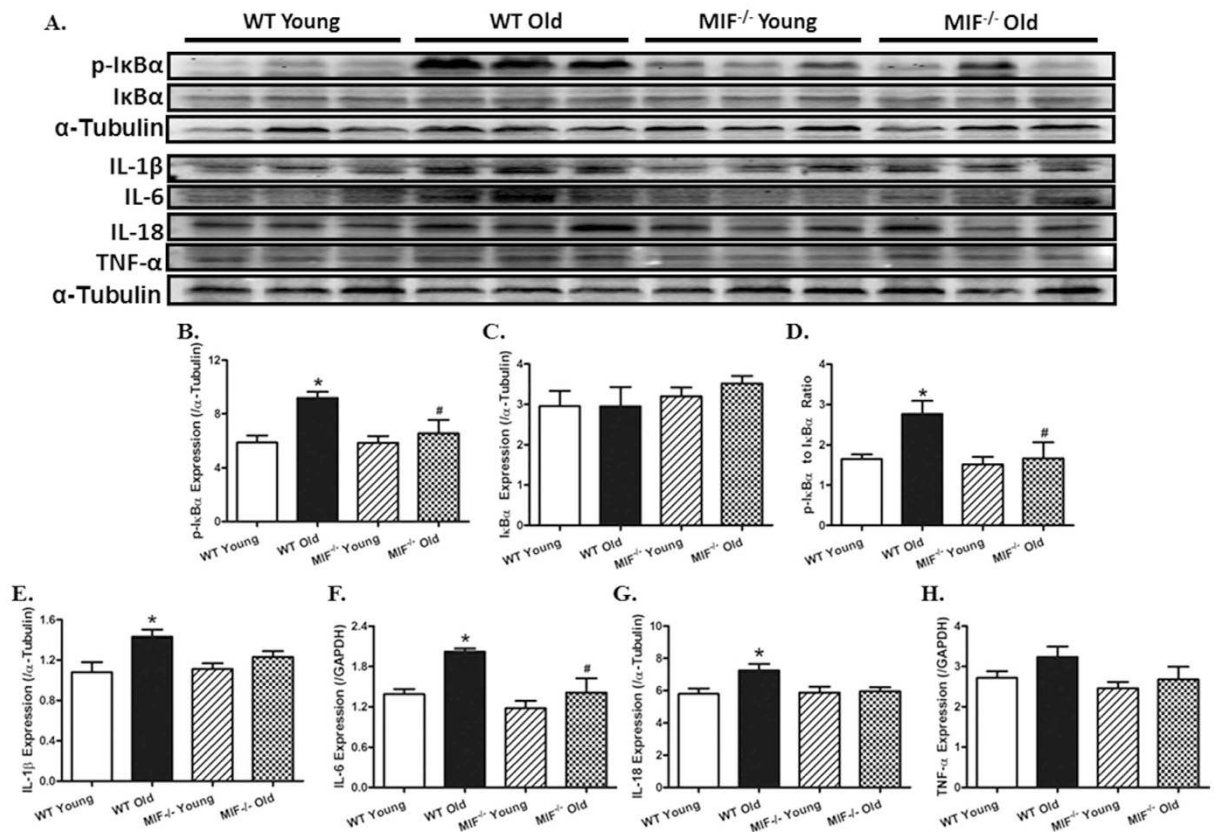 A.
WT Young WT Old MIF-/- Young MIF-/- Old
p-IκBα
IκBα
α-Tubulin
IL-1β
IL-6
IL-18
TNF-α
α-Tubulin
B.
p-IκBα Expression (/α-Tubulin)
12
8
4
0
WT Young
WT Old
MIF-/- Young
MIF-/- Old
C.
IκBα Expression (/α-Tubulin)
4
3
2
1
0
WT Young
WT Old
MIF-/- Young
MIF-/- Old
D.
p-IκBα to IκBα Ratio
4
3
2
1
0
WT Young
WT Old
MIF-/- Young
MIF-/- Old
E.
IL-1β Expression (/α-Tubulin)
1.6
1.2
0.8
0.4
0.0
WT Young
WT Old
MIF-/- Young
MIF-/- Old
F.
IL-6 Expression (/GAPDH)
2.4
1.8
1.2
0.6
0.0
WT Young
WT Old
MIF-/- Young
MIF-/- Old
G.
IL-18 Expression (/α-Tubulin)
10
8
6
4
2
0
WT Young
WT Old
MIF-/- Young
MIF-/- Old
H.
TNF-α Expression (/GAPDH)
4
3
2
1
0
WT Young
WT Old
MIF-/- Young
MIF-/- Old